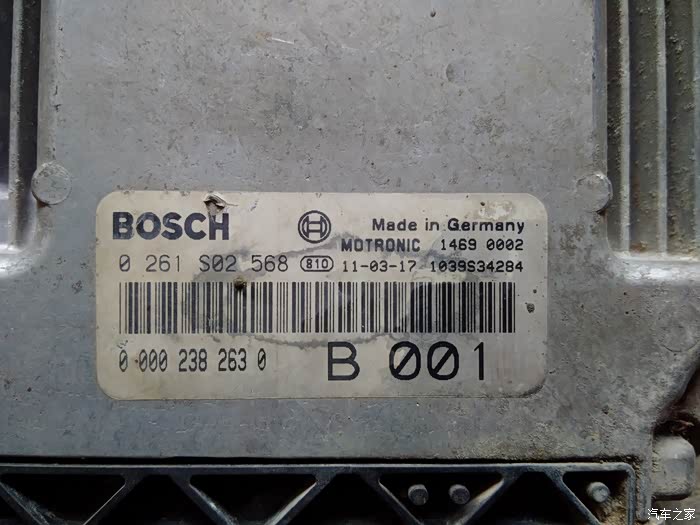 BOSCH
Made in Germany
MOTRONIC 1469 0002
0 261 S02 568 810 11-03-17 1039S34284
0 000 238 263 0
B 001
汽车之家